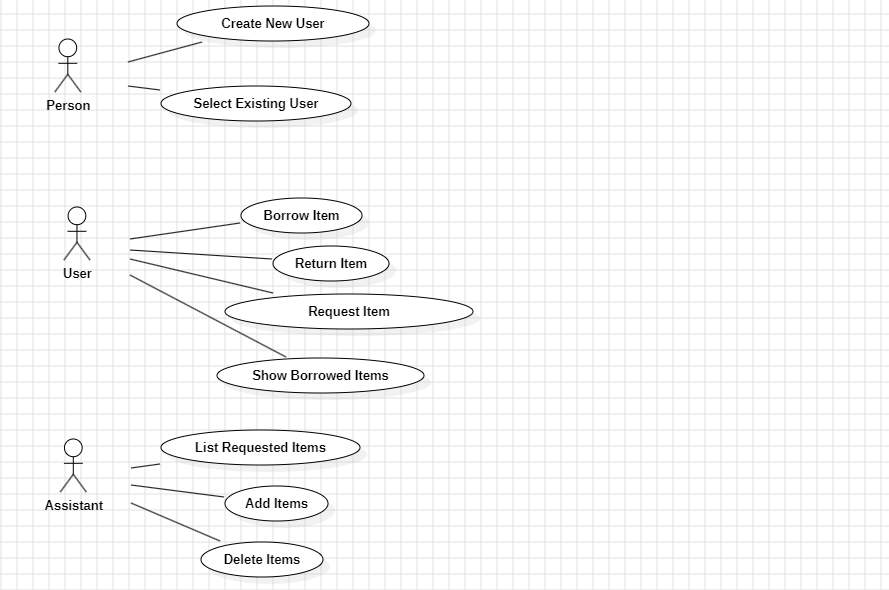 Create New User
Person
Select Existing User
Borrow Item
User
Return Item
Request Item
Show Borrowed Items
List Requested Items
Assistant
Add Items
Delete Items